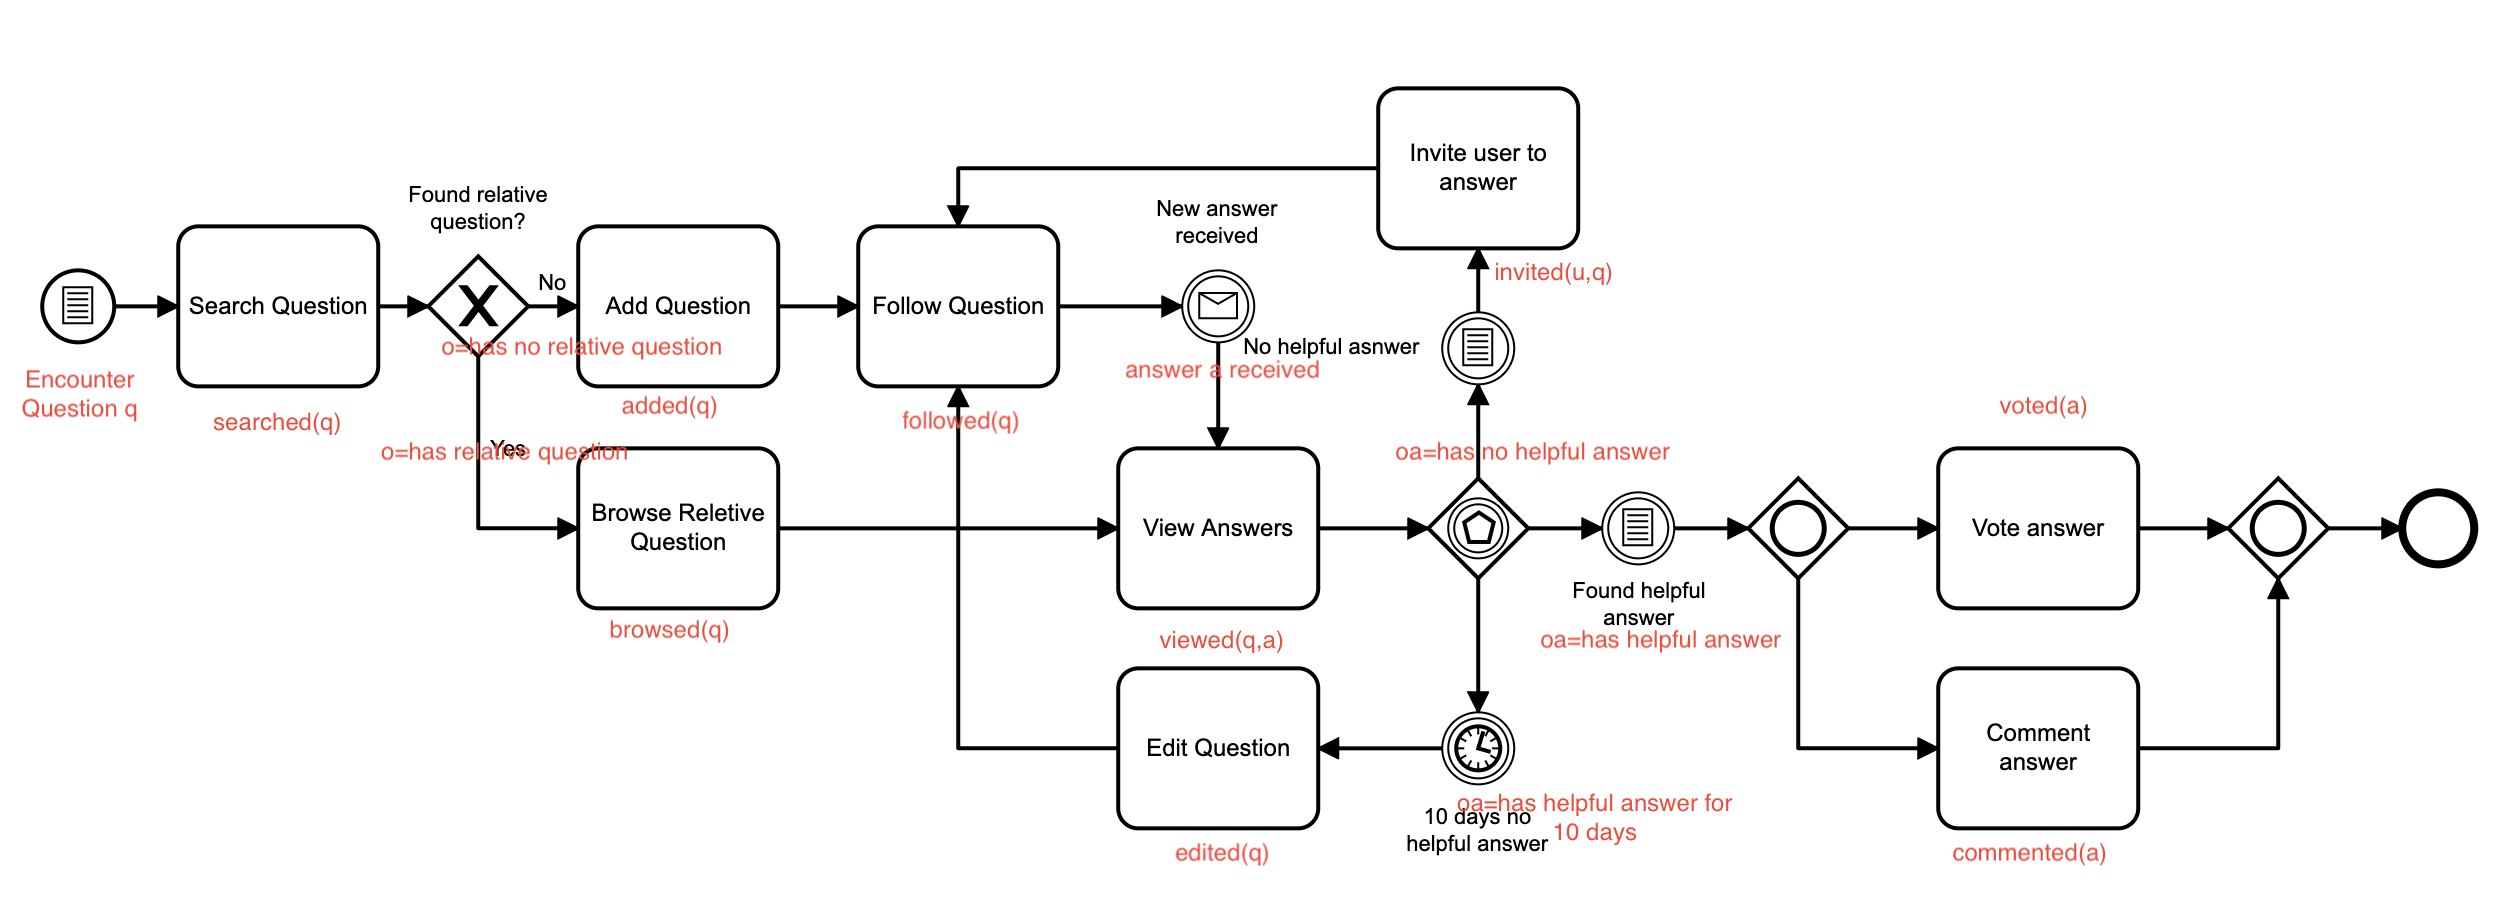 Invite user to
answer
Found relative
question?
New answer
received
No
Search Question
Add Question
Follow Question
invited(u,q)
o=has no relative question
No helpful asnwer
answer a received
Encounter
Question q
searched(q)
added(q)
followed(q)
voted(a)
Yes
o=has relative question
oa=has no helpful answer
Browse Reletive
Question
View Answers
Vote answer
Found helpful
answer
oa=has helpful answer
browsed(q)
viewed(q,a)
Edit Question
Comment
answer
oa=has helpful answer for
10 days
10 days no
helpful answer
edited(q)
commented(a)